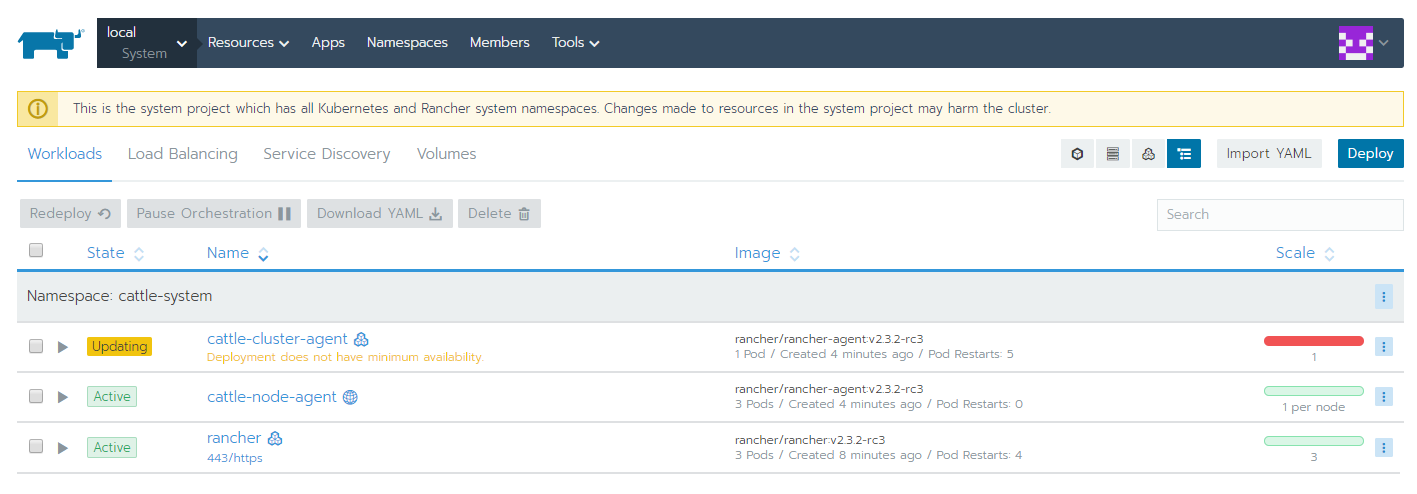 local
System
Resources Apps Namespaces Members Tools
This is the system project which has all Kubernetes and Rancher system namespaces. Changes made to resources in the system project may harm the cluster.
Workloads Load Balancing Service Discovery Volumes Import YAML Deploy
Redeploy Pause Orchestration Download YAML Delete Search
State Name Image Scale
Namespace: cattle-system
Updating cattle-cluster-agent rancher/rancher-agent:v2.3.2-rc3
Deployment does not have minimum availability. 1 Pod / Created 4 minutes ago / Pod Restarts: 5 1
Active cattle-node-agent rancher/rancher-agent:v2.3.2-rc3
3 Pods / Created 4 minutes ago / Pod Restarts: 0 1 per node
Active rancher rancher/rancher:v2.3.2-rc3
443/https 3 Pods / Created 8 minutes ago / Pod Restarts: 4 3